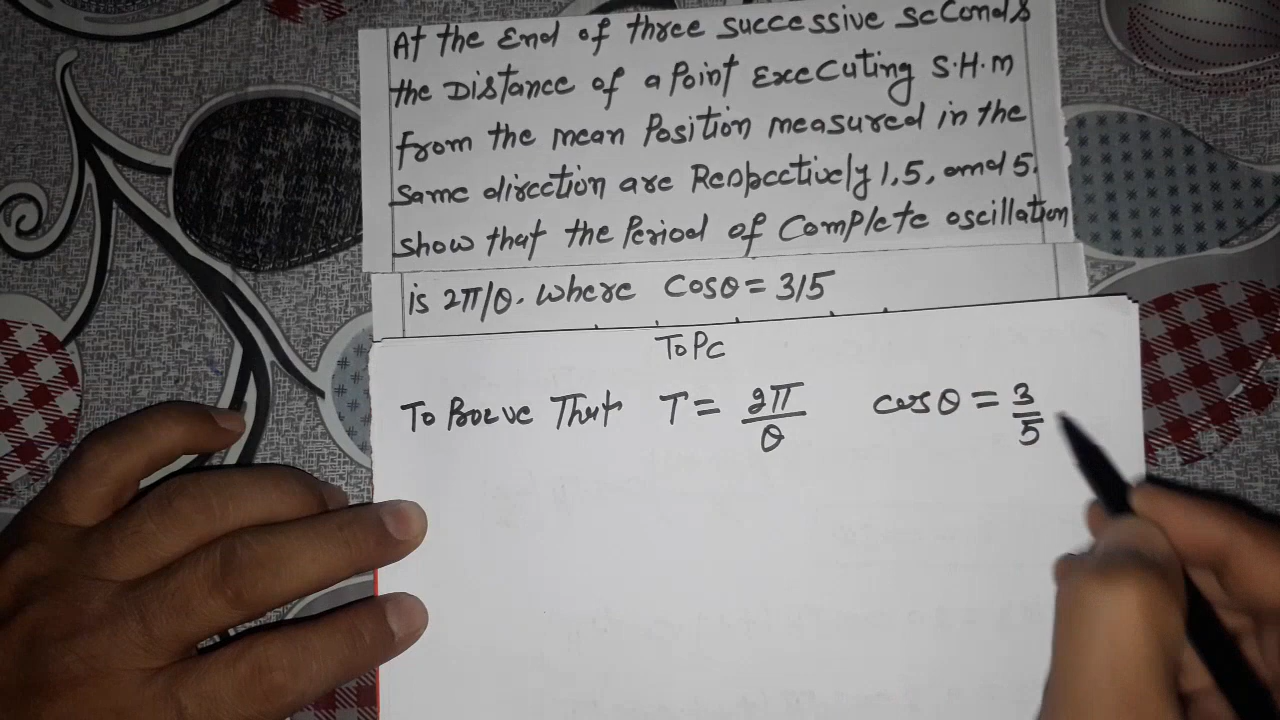 At the End of three successive seconds
the Distance of a Point Executing S.H.M
from the mean Position measured in the
same direction are Respectively 1,5, and 5.
show that the Period of Complete oscillation
is 2π/θ. where Cosθ = 3/5
To Pc
To Prove That T = 2π/θ cosθ = 3/5